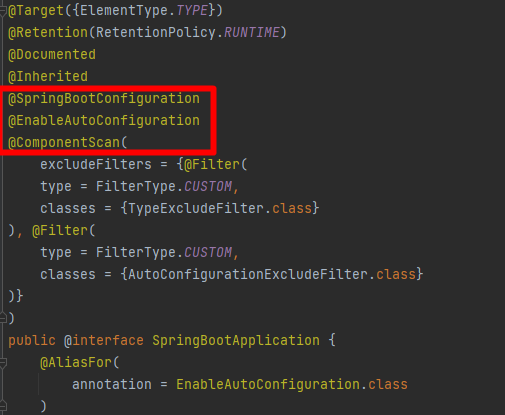 @Target({ElementType.TYPE})
@Retention(RetentionPolicy.RUNTIME)
@Documented
@Inherited
@SpringBootConfiguration
@EnableAutoConfiguration
@ComponentScan(
    excludeFilters = {@Filter(
    type = FilterType.CUSTOM,
    classes = {TypeExcludeFilter.class}
), @Filter(
    type = FilterType.CUSTOM,
    classes = {AutoConfigurationExcludeFilter.class}
)}
)
public @interface SpringBootApplication {
    @AliasFor(
        annotation = EnableAutoConfiguration.class
    )